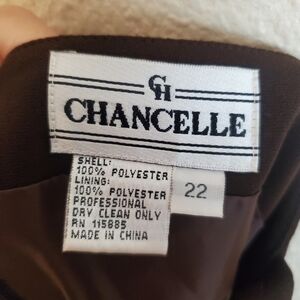 CH
CHANCELLE
SHELL:
100% POLYESTER
LINING:
100% POLYESTER
PROFESSIONAL
DRY CLEAN ONLY
RN 115885
MADE IN CHINA
22